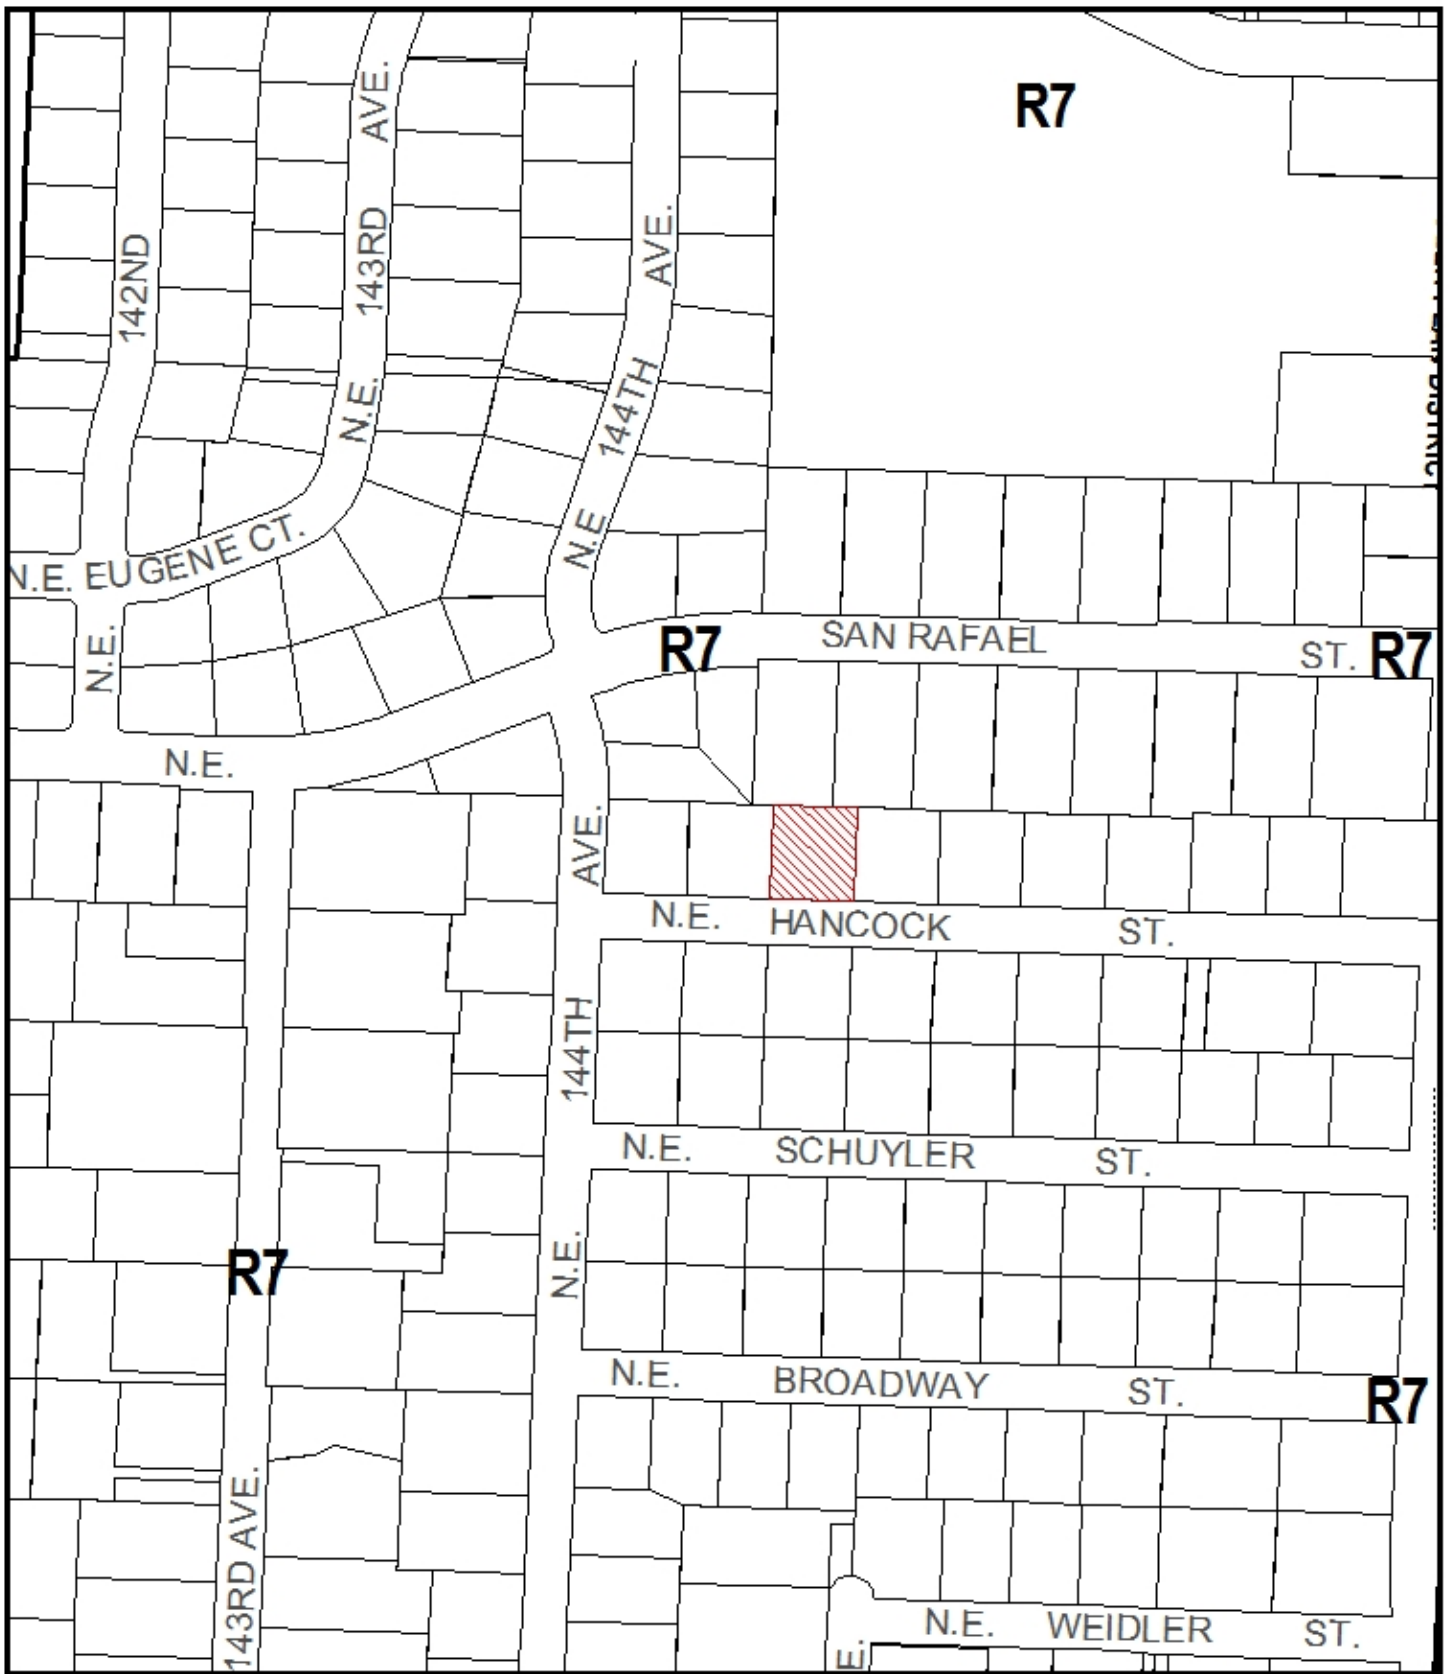 R7
AVE.
143RD
N.E.
142ND
N.E.
AVE.
144TH
N.E
N.E. EUGENE CT.
DISTRICT
R7
SAN RAFAEL
ST.
R7
N.E.
AVE.
144TH
N.E.
N.E. HANCOCK ST.
N.E. SCHUYLER ST.
R7
N.E. BROADWAY ST.
R7
143RD AVE.
N.E. WEIDLER ST.
E.